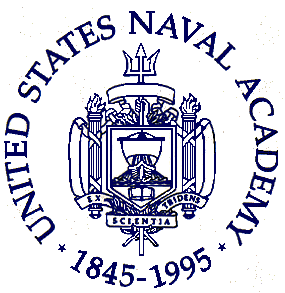 UNITED STATES NAVAL ACADEMY
EX SCIENTIA TRIDENS
* 1845-1995 *